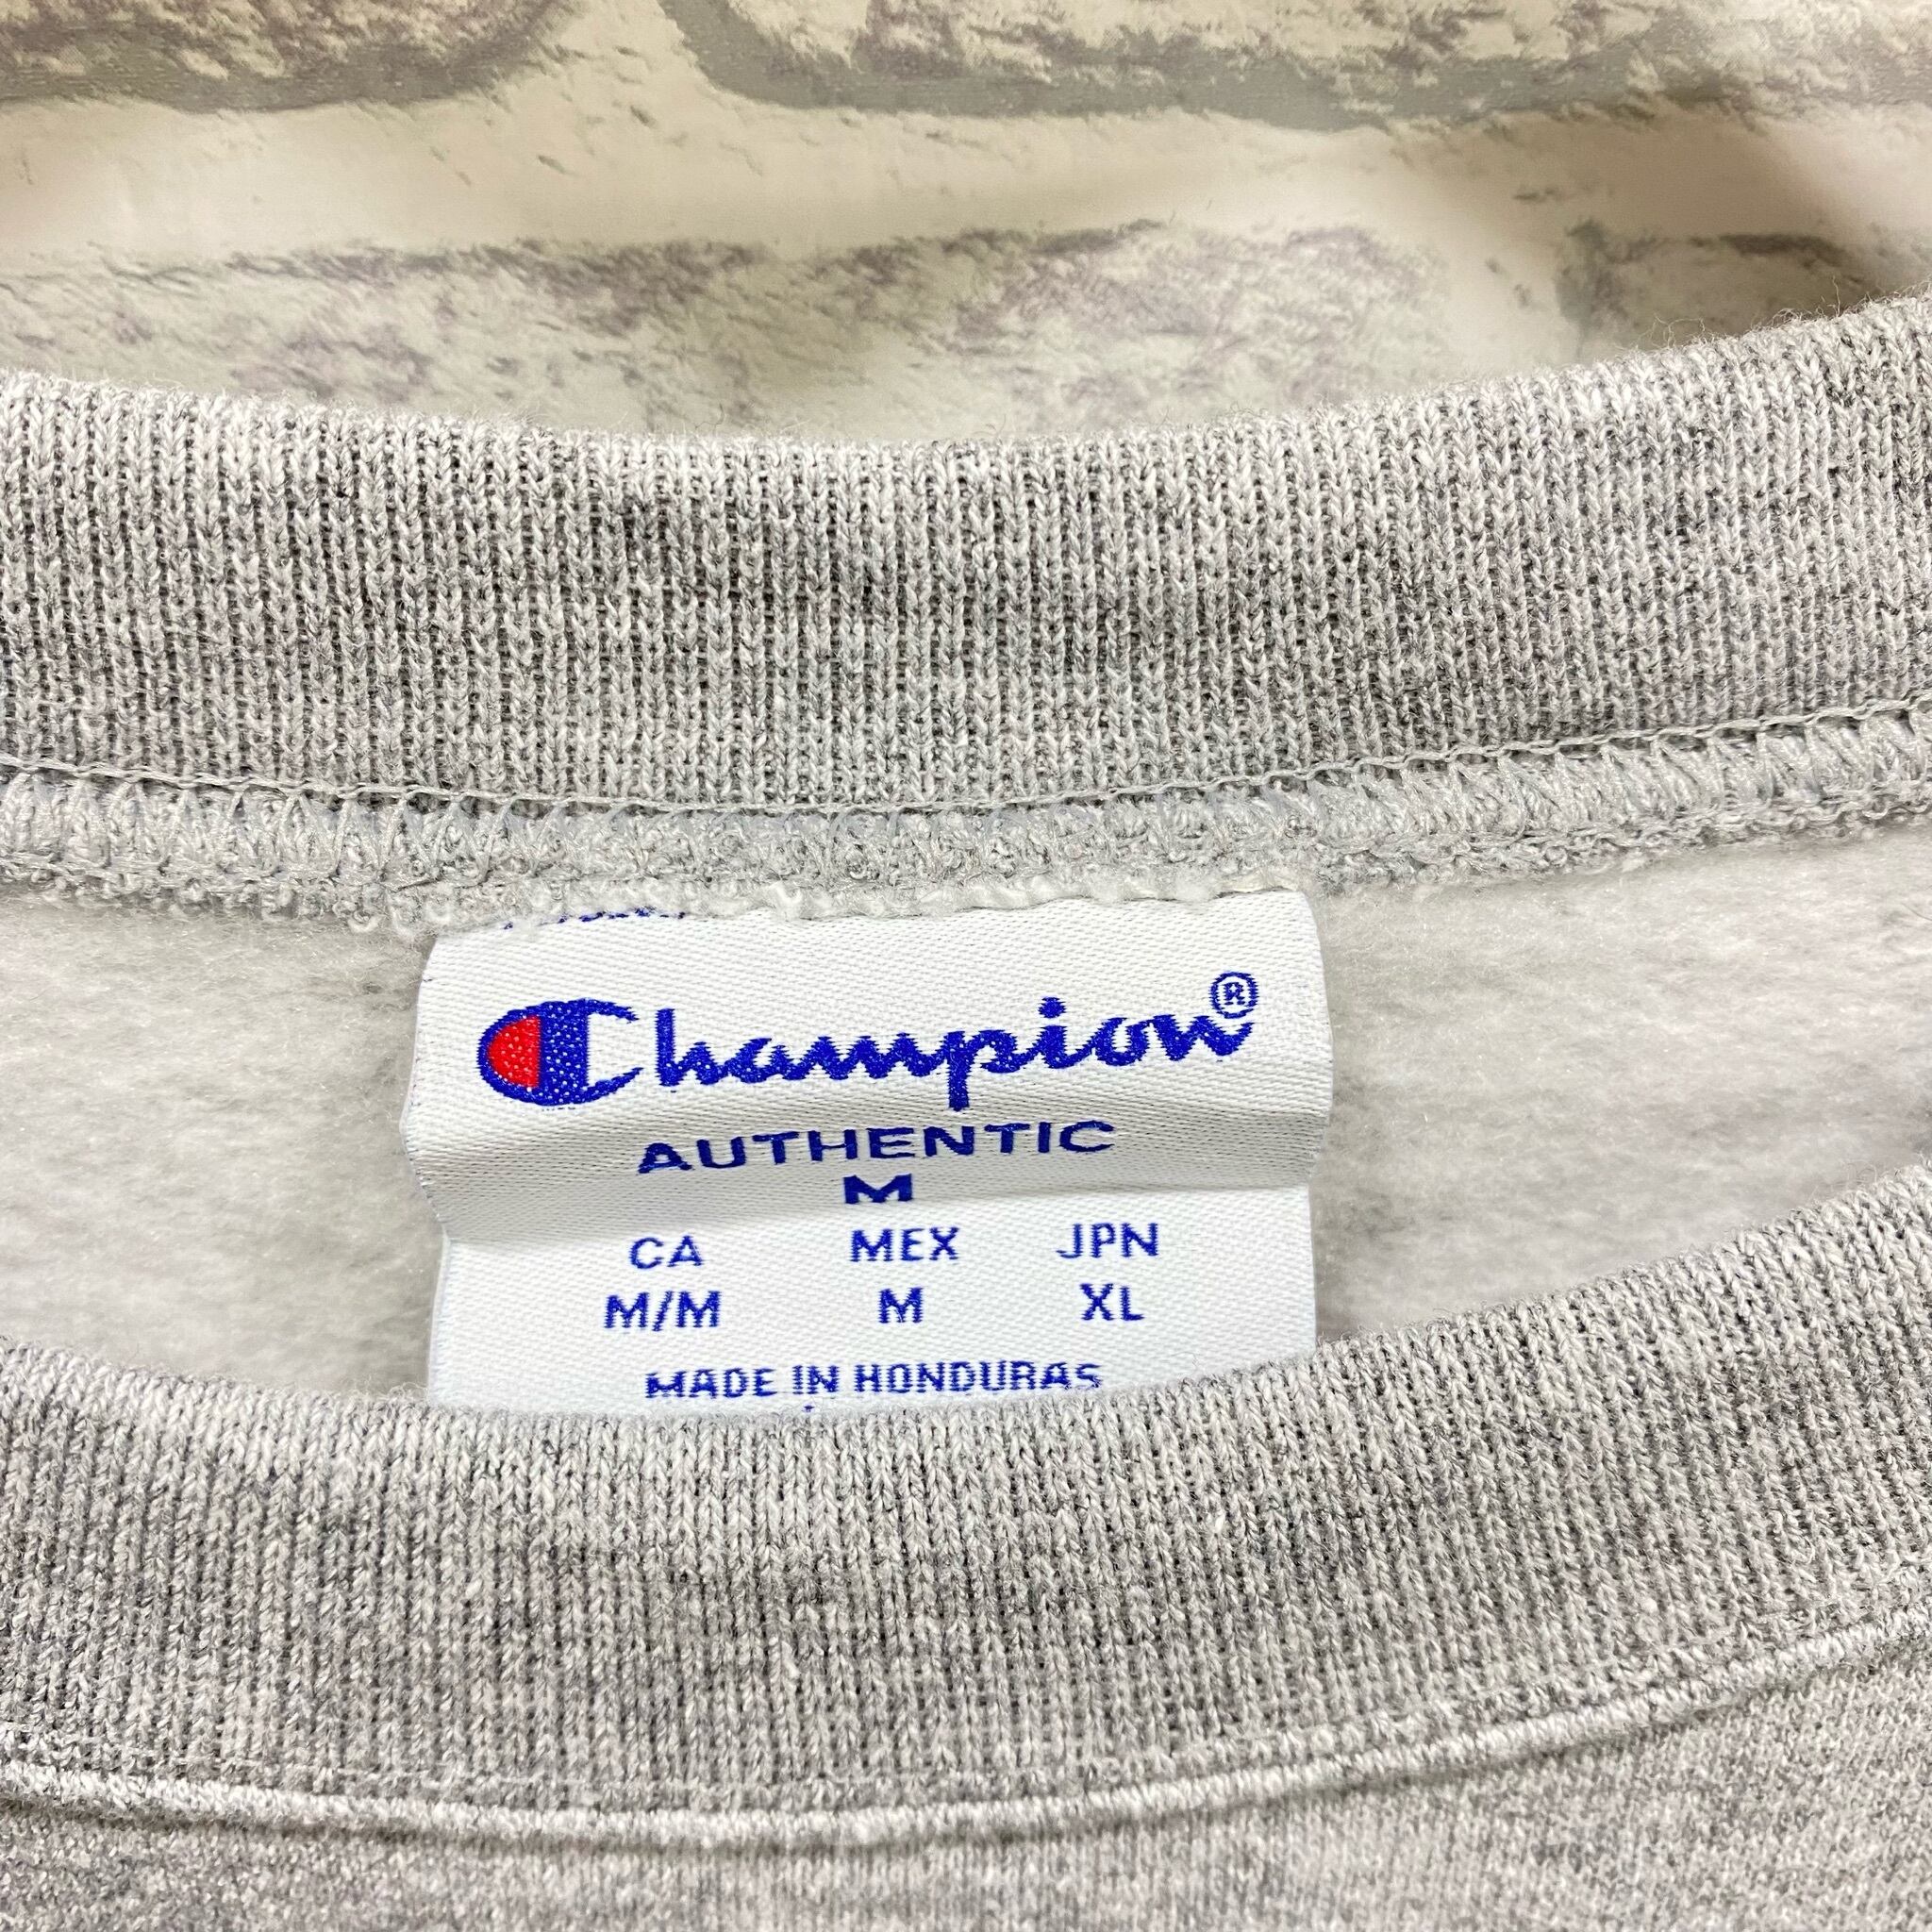 Champion®
AUTHENTIC
M
CA MEX JPN
M/M M XL
MADE IN HONDURAS